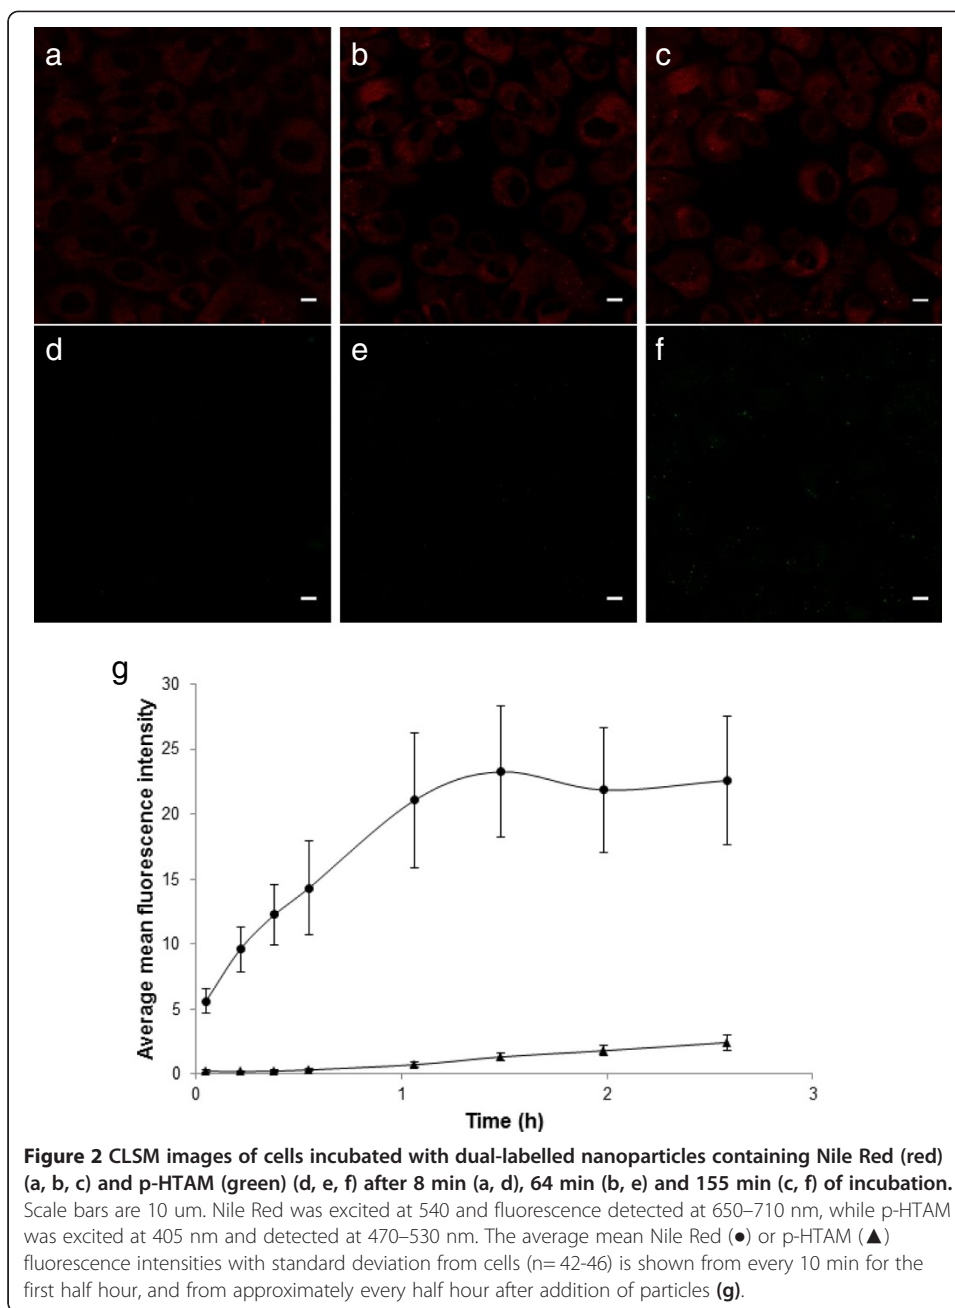 a
b
c
d
e
f
g
Average mean fluorescence intensity
30
25
20
15
10
5
0
0
1
2
3
Time (h)
Figure 2 CLSM images of cells incubated with dual-labelled nanoparticles containing Nile Red (red)
(a, b, c) and p-HTAM (green) (d, e, f) after 8 min (a, d), 64 min (b, e) and 155 min (c, f) of incubation.
Scale bars are 10 um. Nile Red was excited at 540 and fluorescence detected at 650–710 nm, while p-HTAM
was excited at 405 nm and detected at 470–530 nm. The average mean Nile Red (●) or p-HTAM (▲)
fluorescence intensities with standard deviation from cells (n= 42-46) is shown from every 10 min for the
first half hour, and from approximately every half hour after addition of particles (g).